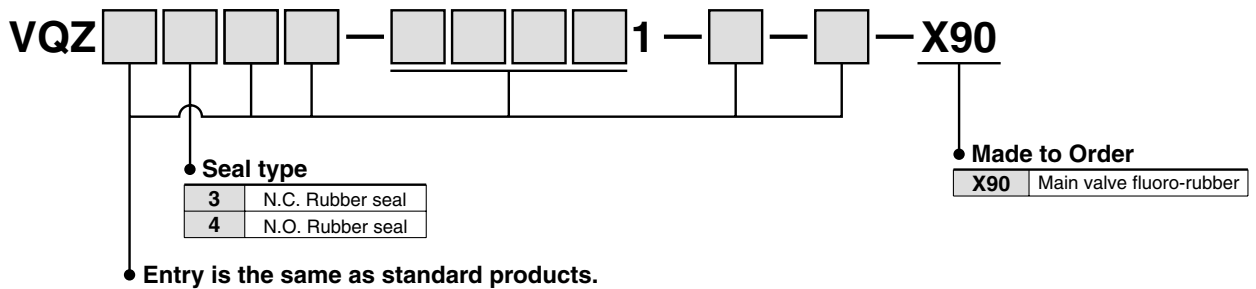 VQZ □ □ □ □ — □ □ □ □ 1 — □ — □ — X90
Seal type
3 N.C. Rubber seal
4 N.O. Rubber seal
Made to Order
X90 Main valve fluoro-rubber
Entry is the same as standard products.